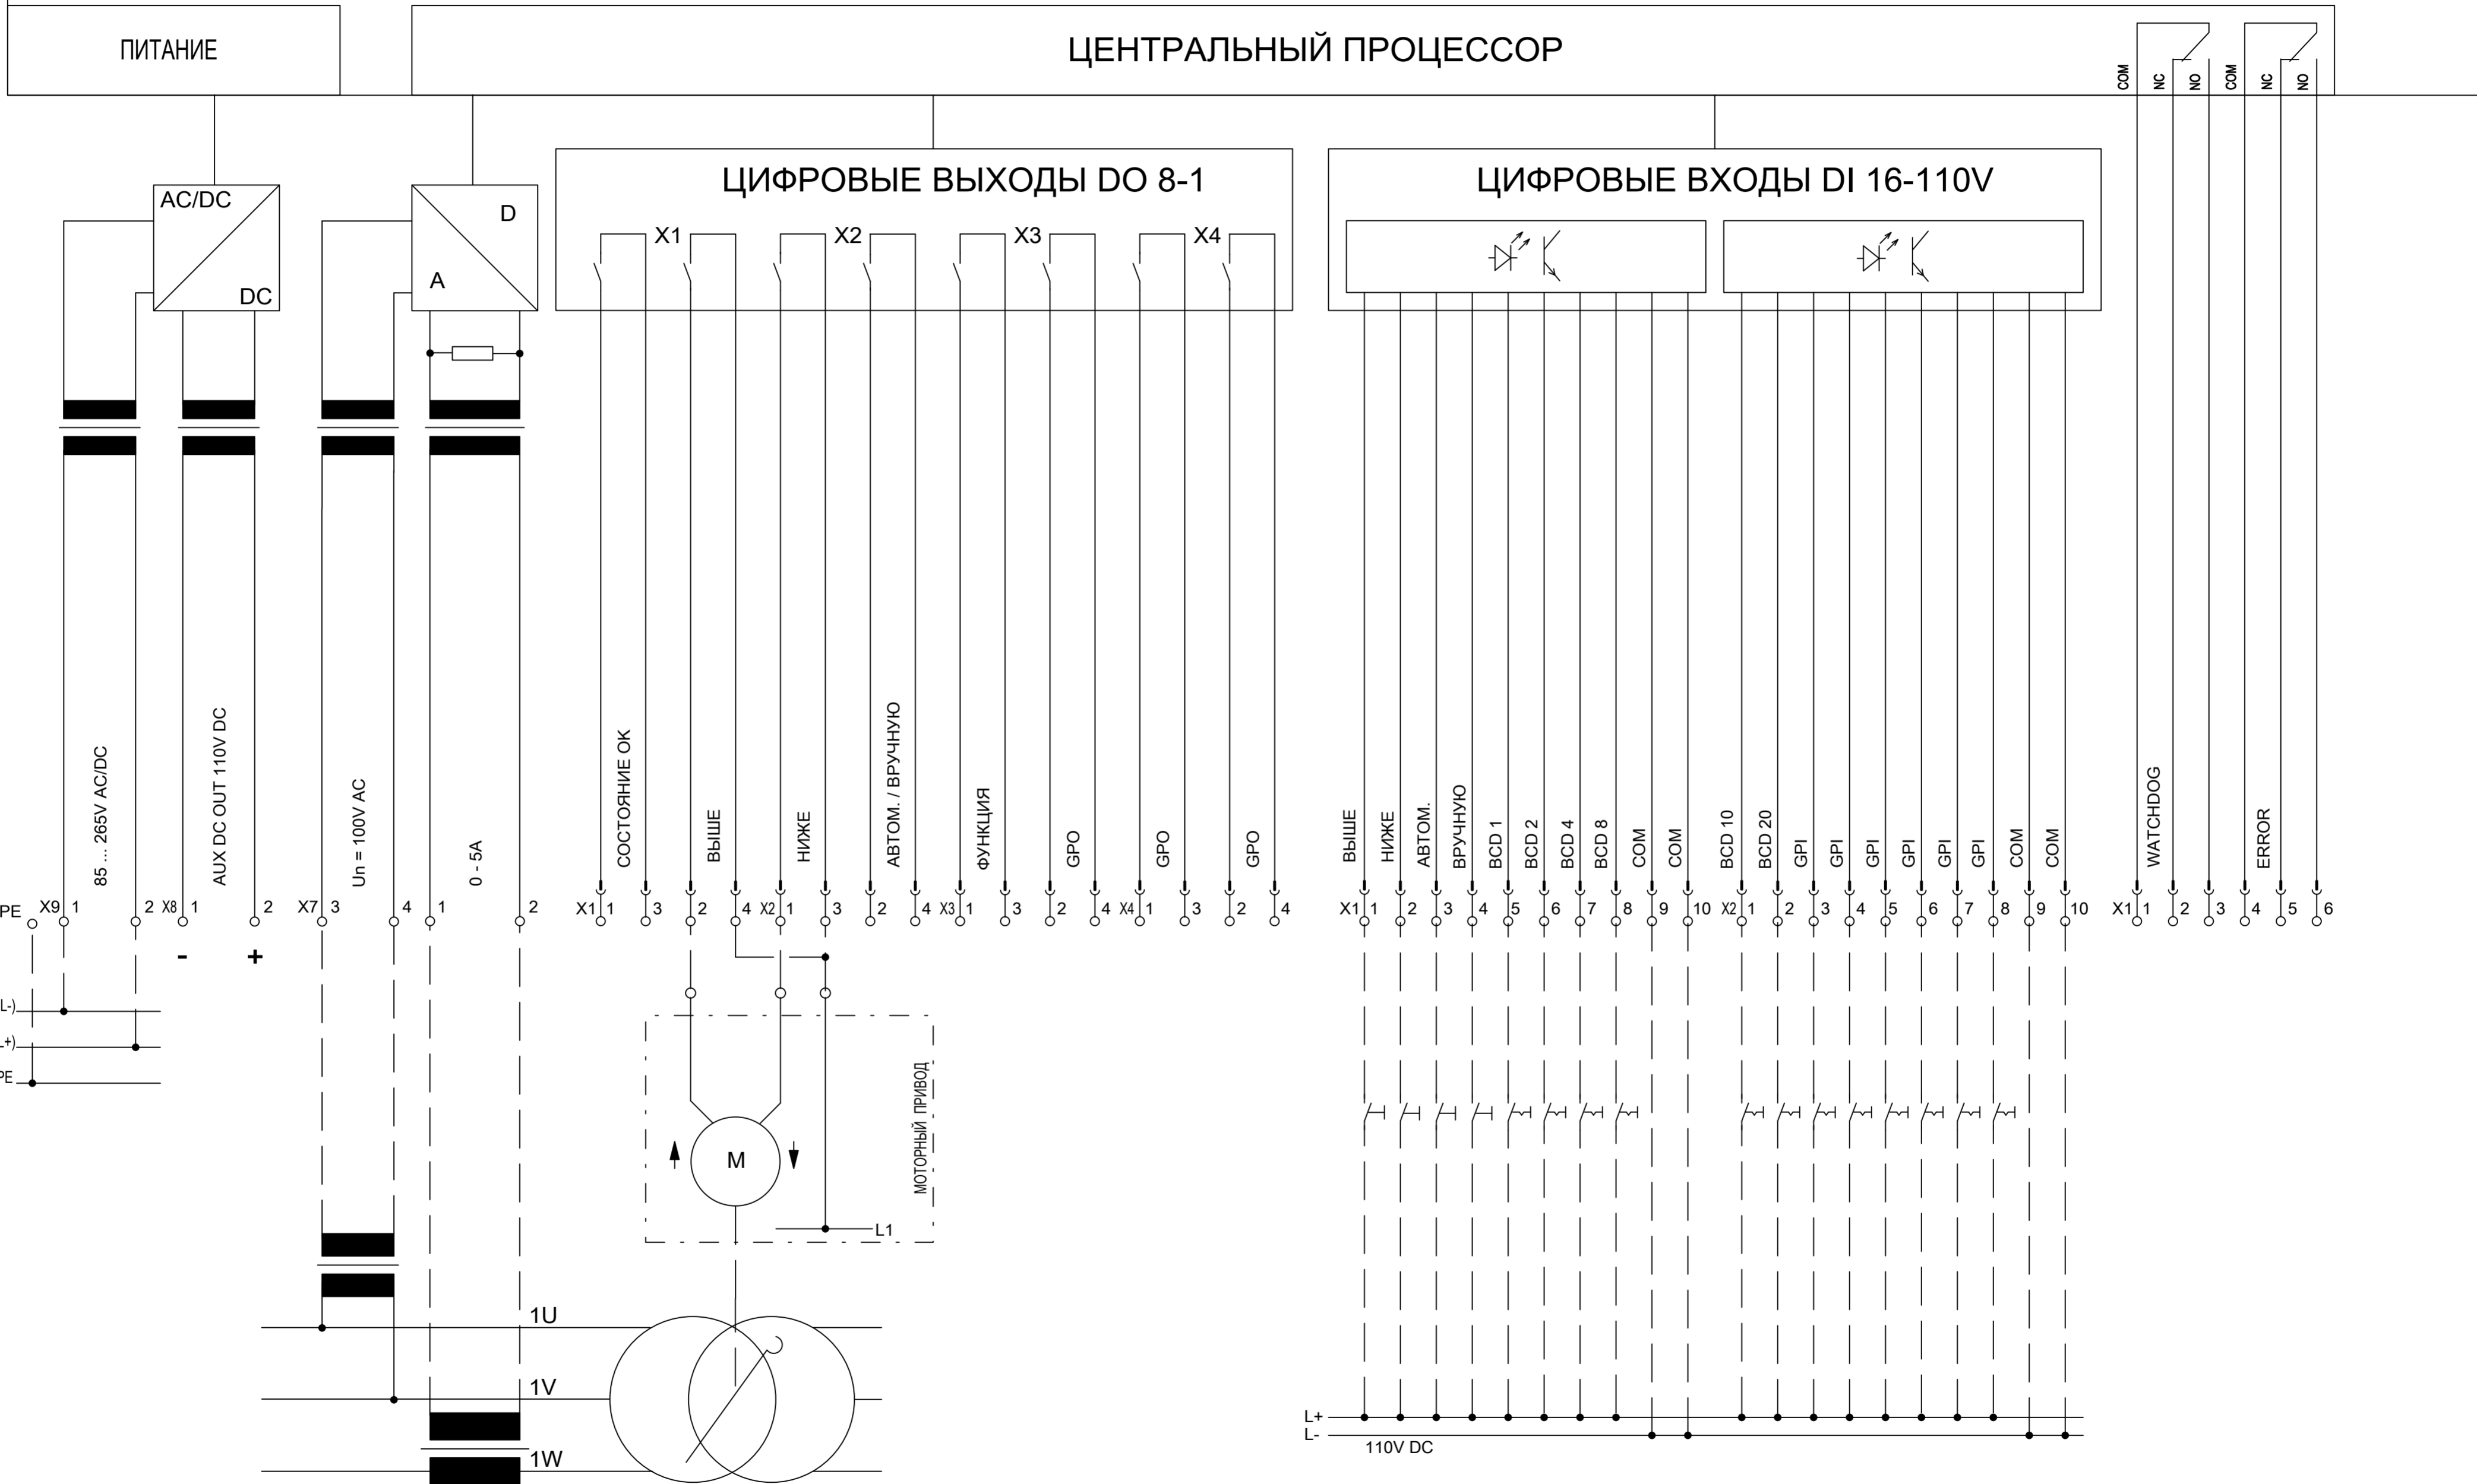 ПИТАНИЕ
ЦЕНТРАЛЬНЫЙ ПРОЦЕССОР
COM
NC
NO
COM
NC
NO
AC/DC
DC
D
A
ЦИФРОВЫЕ ВЫХОДЫ DO 8-1
X1
X2
X3
X4
ЦИФРОВЫЕ ВХОДЫ DI 16-110V
85 ... 265V AC/DC
AUX DC OUT 110V DC
Un = 100V AC
0 - 5A
СОСТОЯНИЕ OK
ВЫШЕ
НИЖЕ
АВТОМ. / ВРУЧНУЮ
ФУНКЦИЯ
GPO
GPO
GPO
ВЫШЕ
НИЖЕ
АВТОМ.
ВРУЧНУЮ
BCD 1
BCD 2
BCD 4
BCD 8
COM
COM
BCD 10
BCD 20
GPI
GPI
GPI
GPI
GPI
GPI
COM
COM
WATCHDOG
ERROR
PE X9 1 2 X8 1 2 X7 3 4 1 2 X1 1 3 2 4 X2 1 3 2 4 X3 1 3 2 4 X4 1 3 2 4 X1 1 2 3 4 5 6 7 8 9 10 X2 1 2 3 4 5 6 7 8 9 10 X1 1 2 3 4 5 6
- +
L-)
L+)
PE
МОТОРНЫЙ ПРИВОД
M
L1
1U
1V
1W
L+
L-
110V DC